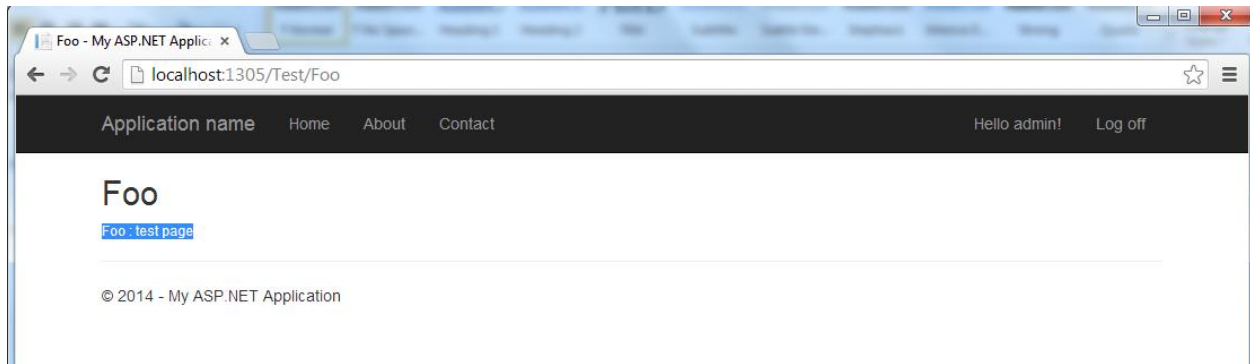 Foo - My ASP.NET Applic
localhost:1305/Test/Foo
Application name Home About Contact Hello admin! Log off
Foo
Foo : test page
© 2014 - My ASP.NET Application